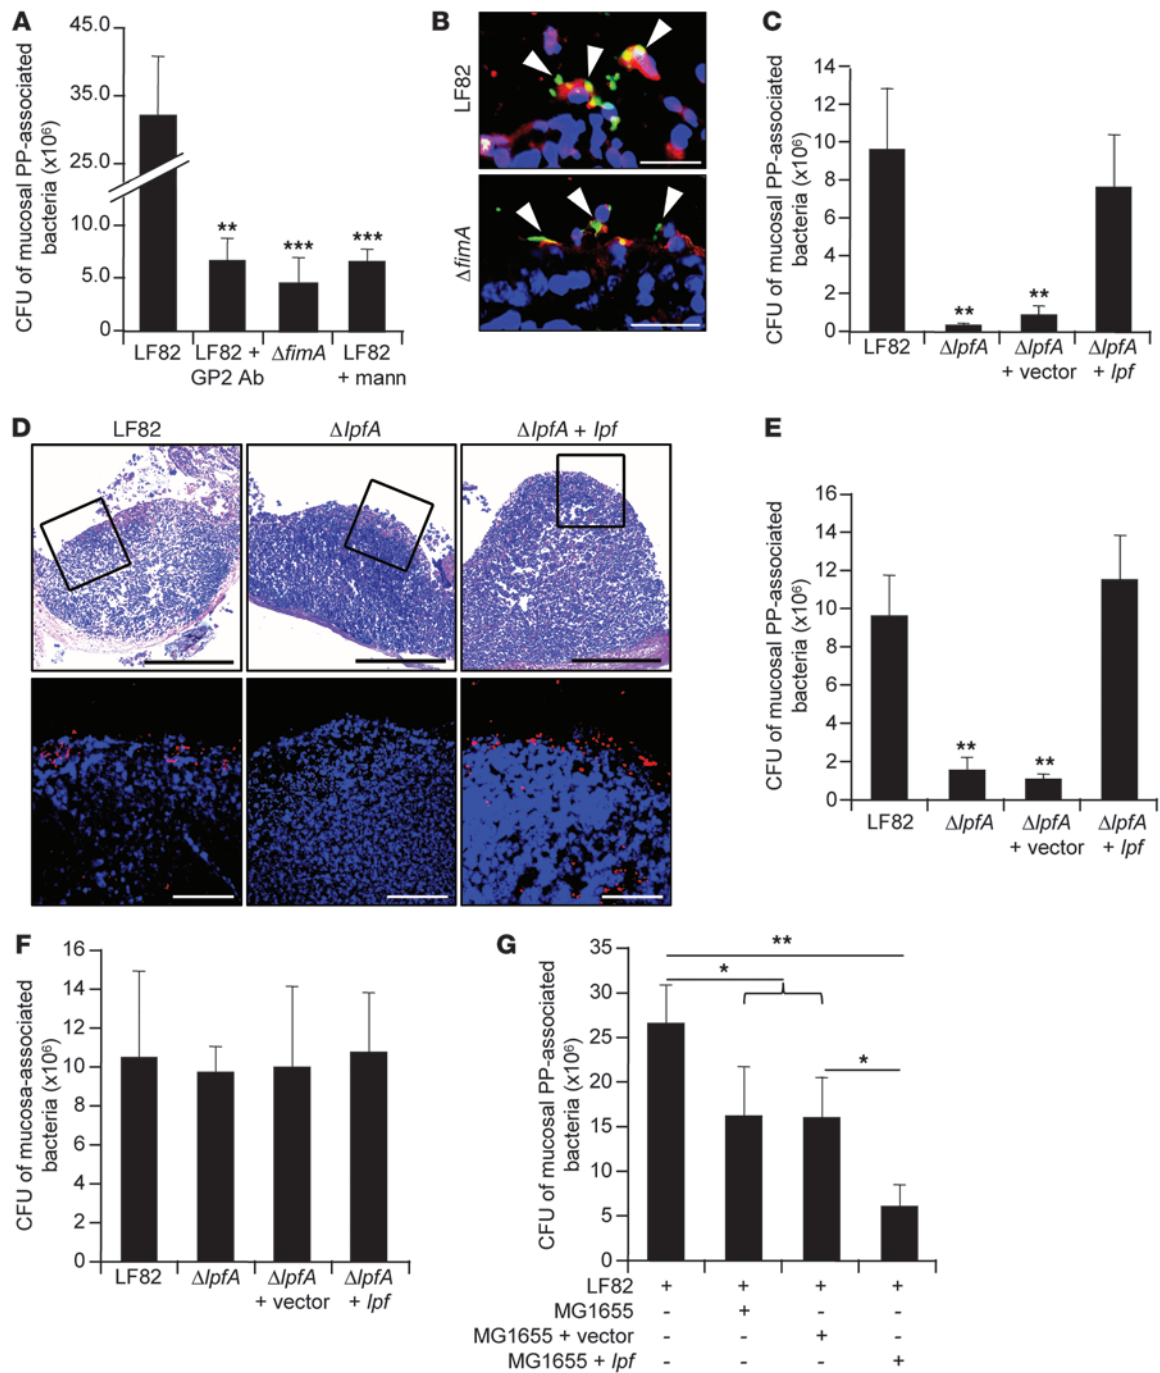 A
CFU of mucosal PP-associated
bacteria (x10⁶)
45.0
35.0
25.0
10.0
5.0
0
**
***
***
LF82
LF82 +
GP2 Ab
ΔfimA
LF82
+ mann
B
LF82
ΔfimA
C
CFU of mucosal PP-associated
bacteria (x10⁶)
14
12
10
8
6
4
2
0
**
**
LF82
ΔlpfA
ΔlpfA
+ vector
ΔlpfA
+ lpf
D
LF82
ΔlpfA
ΔlpfA + lpf
E
CFU of mucosal PP-associated
bacteria (x10⁶)
16
14
12
10
8
6
4
2
0
**
**
LF82
ΔlpfA
ΔlpfA
+ vector
ΔlpfA
+ lpf
F
CFU of mucosa-associated
bacteria (x10⁶)
16
14
12
10
8
6
4
2
0
LF82
ΔlpfA
ΔlpfA
+ vector
ΔlpfA
+ lpf
G
CFU of mucosal PP-associated
bacteria (x10⁶)
35
30
25
20
15
10
5
0
**
*
*
LF82 + + + +
MG1655 - + - -
MG1655 + vector - - + -
MG1655 + lpf - - - +